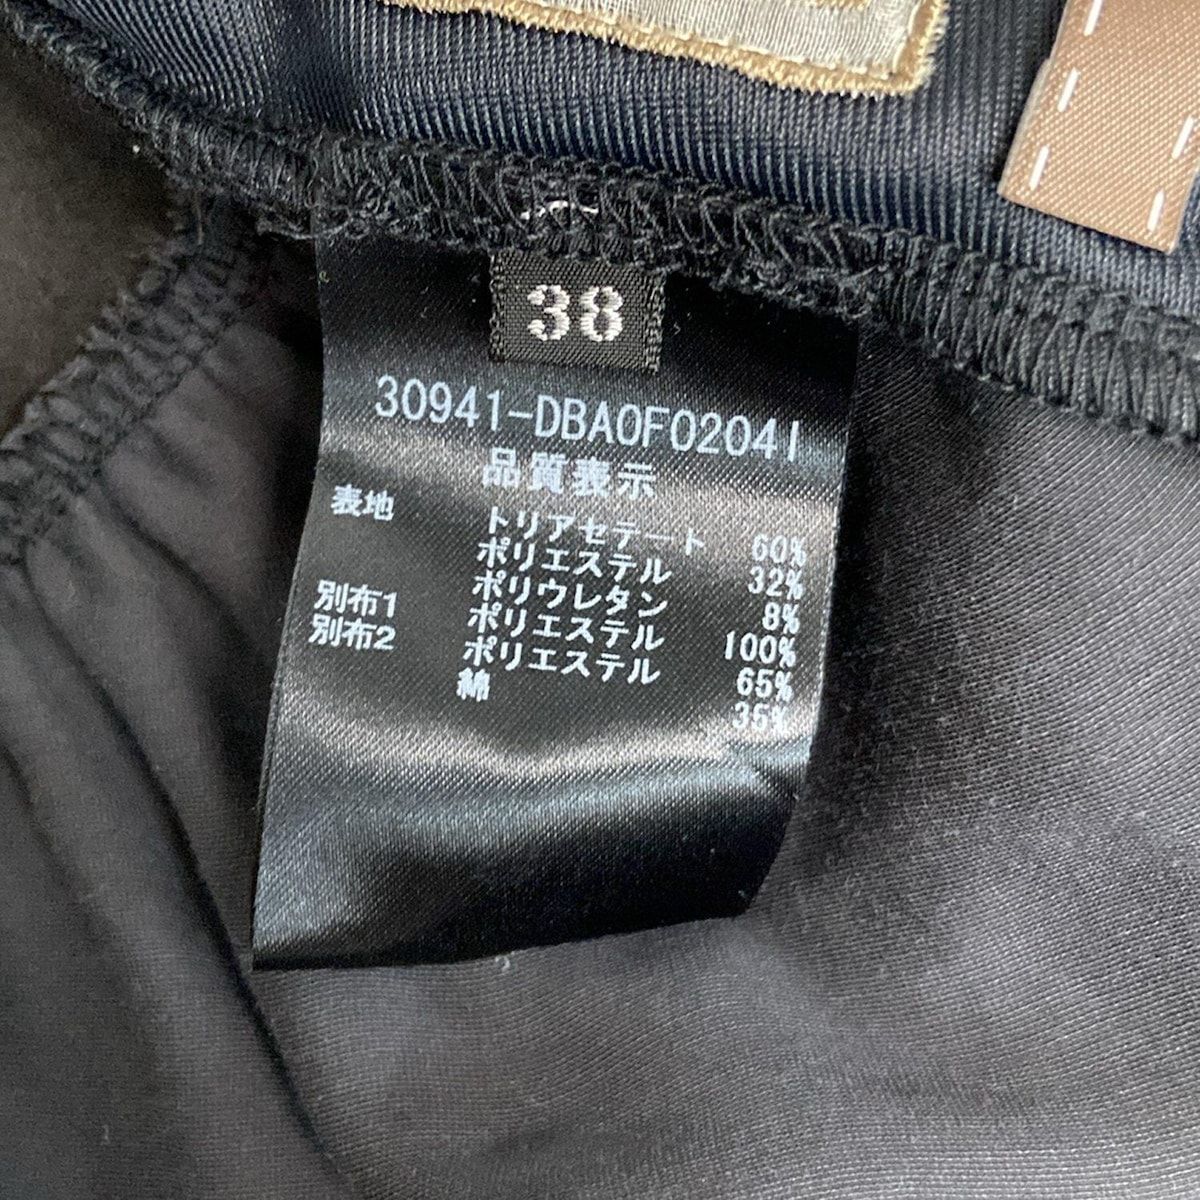 38
30941-DBA0F02041
品質表示
表地 トリアセテート 60%
ポリエステル 32%
ポリウレタン 8%
別布1 ポリエステル 100%
別布2 ポリエステル 65%
綿 35%